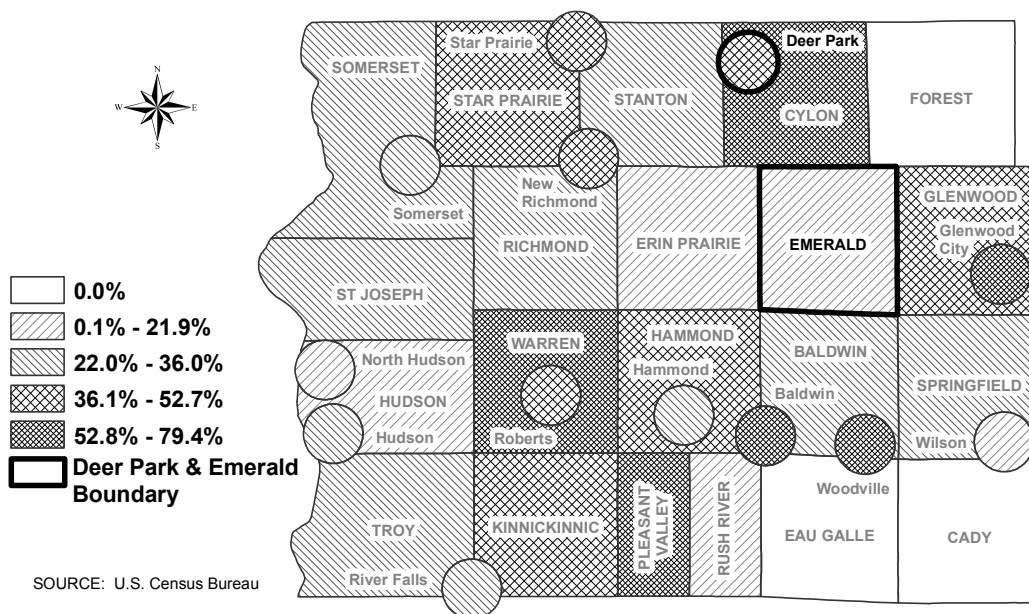 Star Prairie
Deer Park
SOMERSET
STAR PRAIRIE
STANTON
CYLON
FOREST
N
W
E
S
New
Richmond
Somerset
RICHMOND
ERIN PRAIRIE
EMERALD
GLENWOOD
Glenwood
City
ST JOSEPH
0.0%
0.1% - 21.9%
22.0% - 36.0%
36.1% - 52.7%
52.8% - 79.4%
Deer Park & Emerald
Boundary
North Hudson
HUDSON
Hudson
WARREN
Roberts
HAMMOND
Hammond
BALDWIN
Baldwin
SPRINGFIELD
Wilson
Woodville
TROY
River Falls
KINNICKINNIC
PLEASANT
VALLEY
RUSH RIVER
EAU GALLE
CADY
SOURCE: U.S. Census Bureau